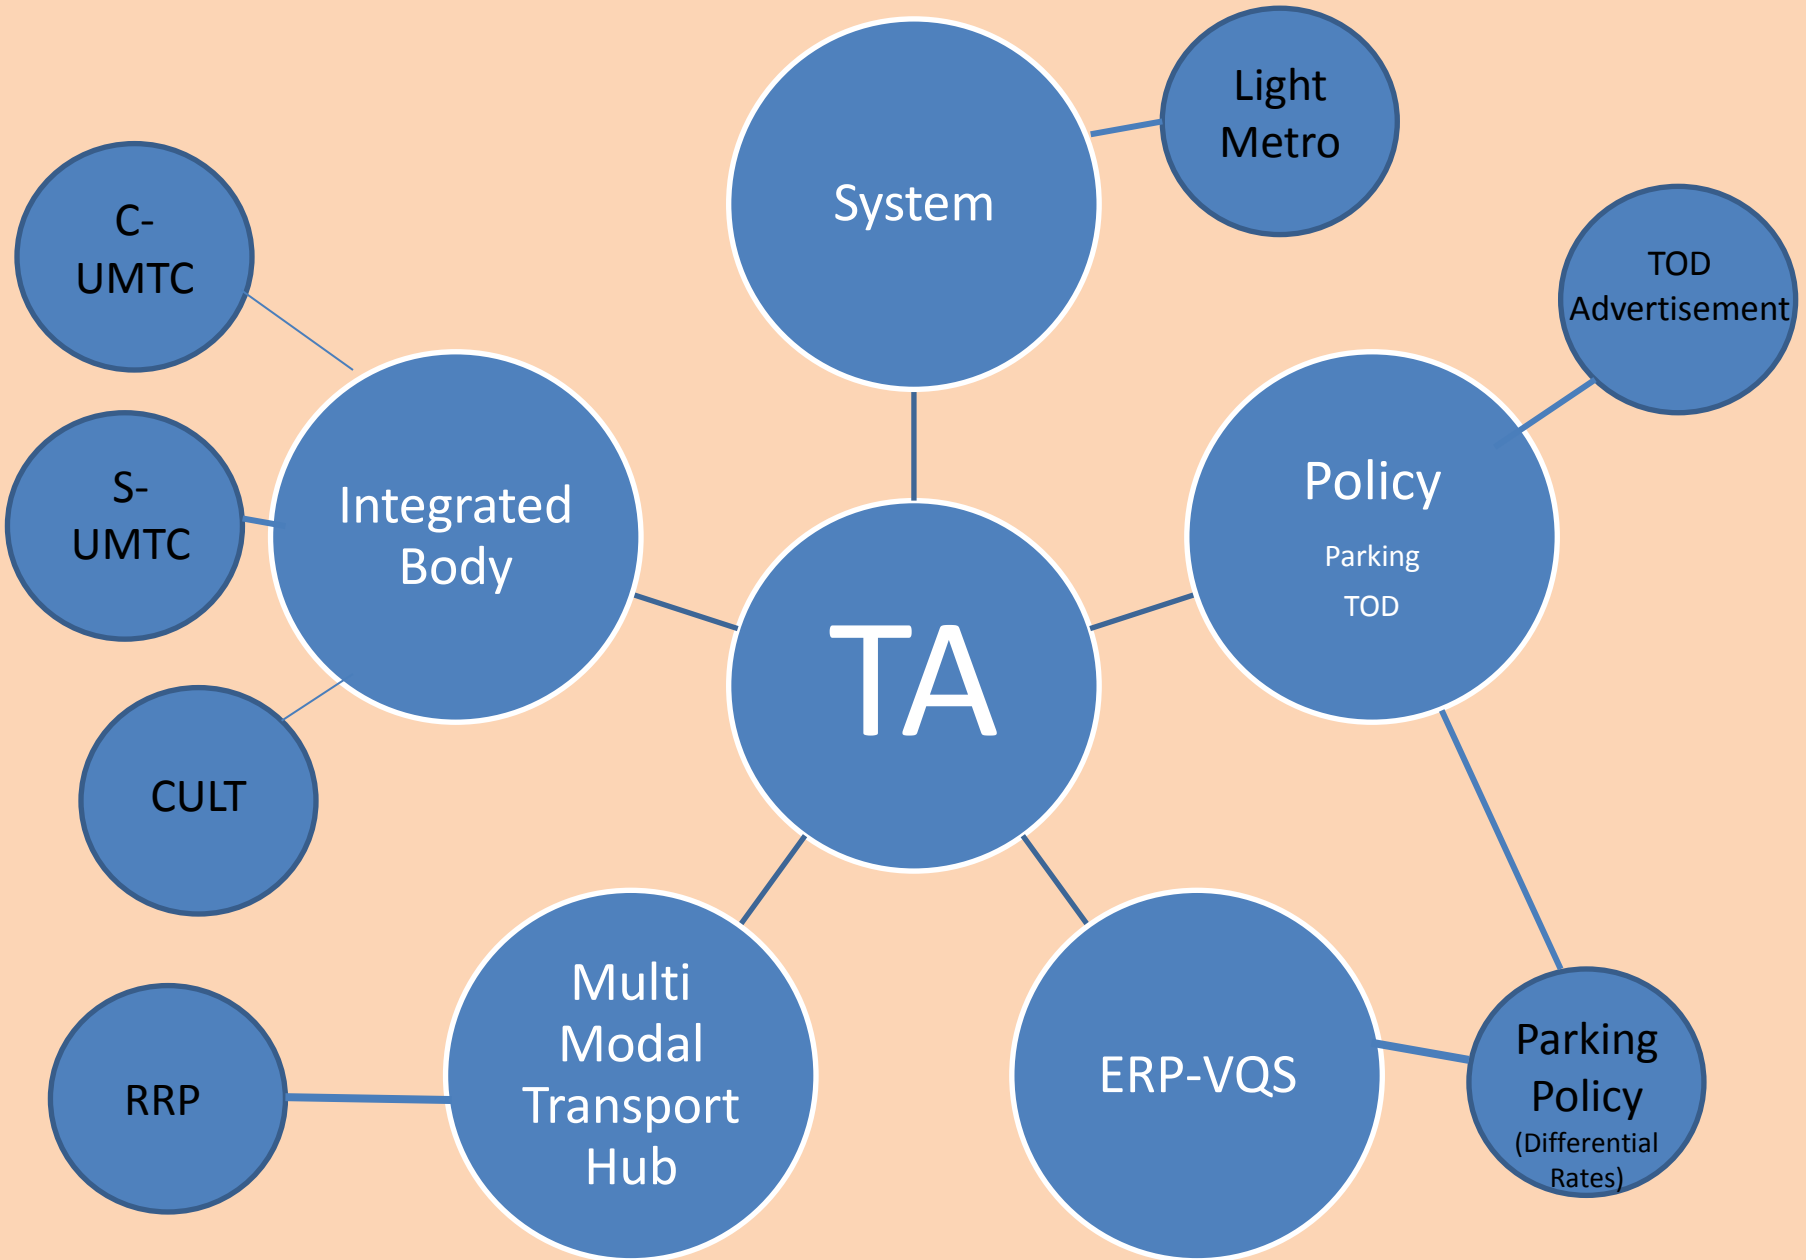 System
Light
Metro
C-
UMTC
TOD
Advertisement
S-
UMTC
Integrated
Body
Policy
Parking
TOD
TA
CULT
RRP
Multi
Modal
Transport
Hub
ERP-VQS
Parking
Policy
(Differential
Rates)